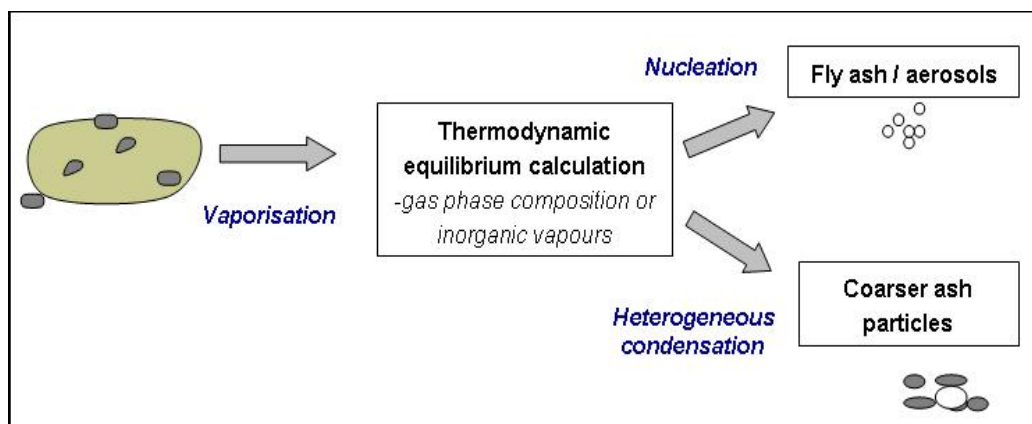 Nucleation
Fly ash / aerosols
Thermodynamic
equilibrium calculation
-gas phase composition or
inorganic vapours
Vaporisation
Heterogeneous
condensation
Coarser ash
particles